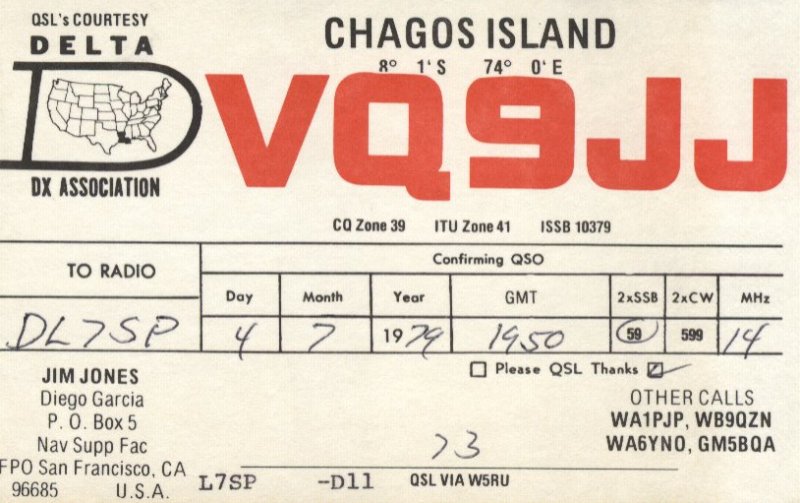 QSL's COURTESY
DELTA
DX ASSOCIATION
CHAGOS ISLAND
8° 1'S 74° 0'E
VQ9JJ
CQ Zone 39 ITU Zone 41 ISSB 10379
TO RADIO
Confirming QSO
Day Month Year GMT 2xSSB 2xCW MHz
DL7SP 4 7 1979 1950 59 599 14
Please QSL Thanks
JIM JONES
Diego Garcia
P. O. Box 5
Nav Supp Fac
FPO San Francisco, CA
96685 U.S.A.
OTHER CALLS
WA1PJP, WB9QZN
WA6YNO, GM5BQA
73
L7SP -D11 QSL VIA W5RU